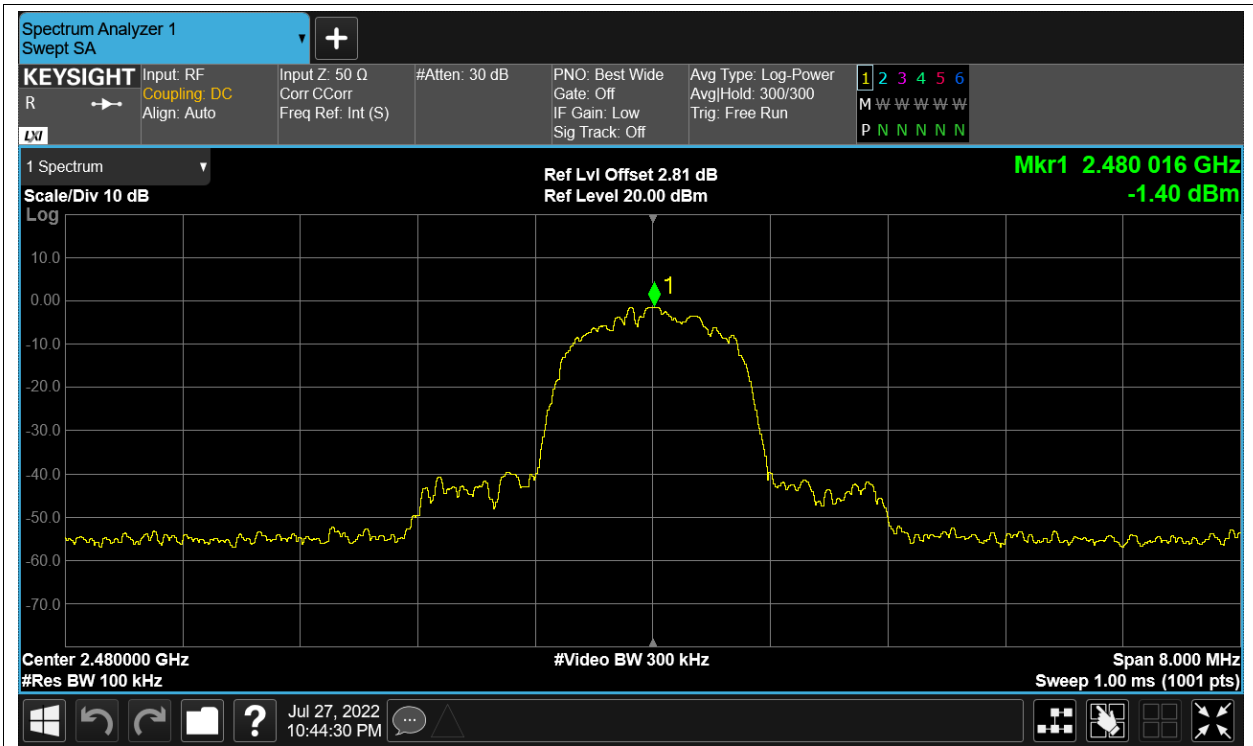 Spectrum Analyzer 1
Swept SA
+
KEYSIGHT
R
LXI
Input: RF
Coupling: DC
Align: Auto
Input Z: 50 Ω
Corr CCorr
Freq Ref: Int (S)
#Atten: 30 dB
PNO: Best Wide
Gate: Off
IF Gain: Low
Sig Track: Off
Avg Type: Log-Power
Avg|Hold: 300/300
Trig: Free Run
1 2 3 4 5 6
M W W W W W W
P N N N N N N
1 Spectrum
Scale/Div 10 dB
Log
Ref Lvl Offset 2.81 dB
Ref Level 20.00 dBm
Mkr1 2.480 016 GHz
-1.40 dBm
1
10.0
0.00
-10.0
-20.0
-30.0
-40.0
-50.0
-60.0
-70.0
Center 2.480000 GHz
#Res BW 100 kHz
#Video BW 300 kHz
Span 8.000 MHz
Sweep 1.00 ms (1001 pts)
?
Jul 27, 2022
10:44:30 PM